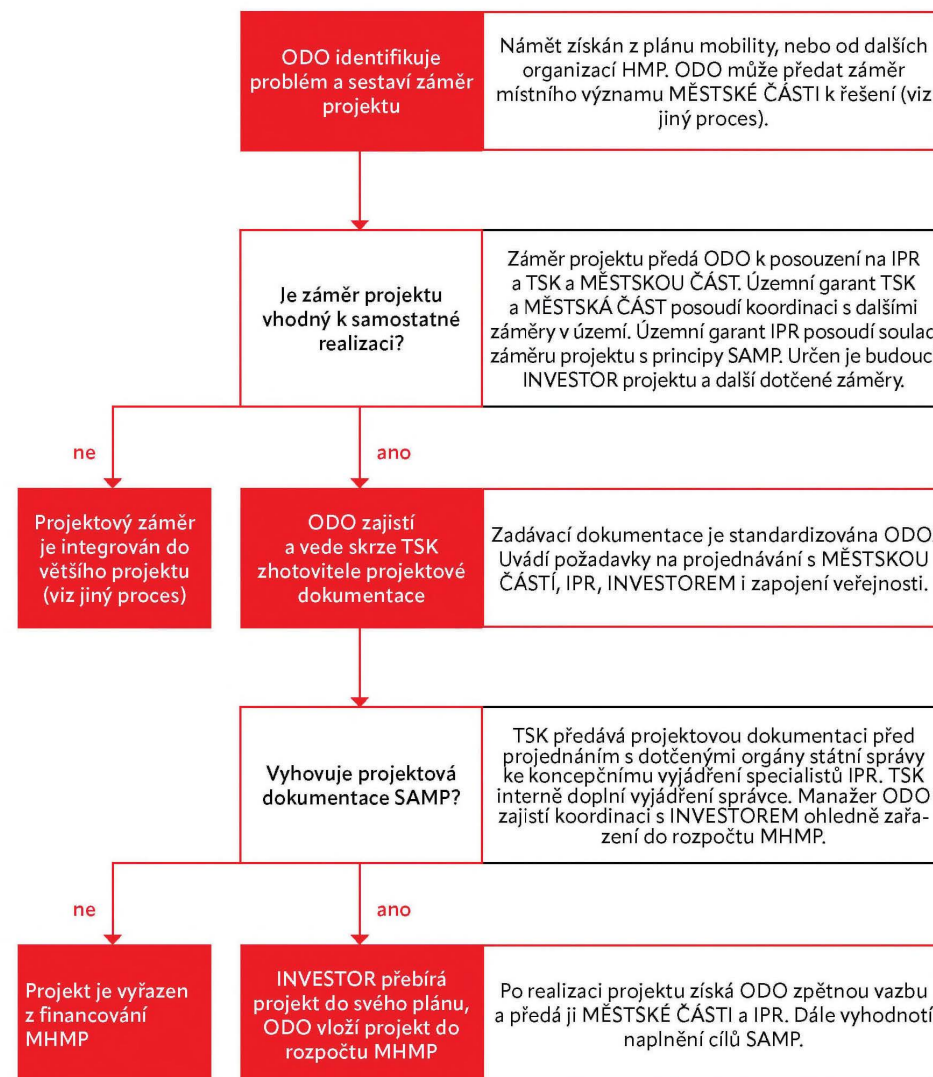 ODO identifikuje
problém a sestaví záměr
projektu
Námět získán z plánu mobility, nebo od dalších
organizací HMP. ODO může předat záměr
místního významu MĚSTSKÉ ČÁSTI k řešení (viz
jiný proces).
Je záměr projektu
vhodný k samostatné
realizaci?
Záměr projektu předá ODO k posouzení na IPR
a TSK a MĚSTSKOU ČÁST. Územní garant TSK
a MĚSTSKÁ ČÁST posoudí koordinaci s dalšími
záměry v území. Územní garant IPR posoudí soulad
záměru projektu s principy SAMP. Určen je budouc
INVESTOR projektu a další dotčené záměry.
ne
ano
Projektový záměr
je integrován do
většího projektu
(viz jiný proces)
ODO zajistí
a vede skrze TSK
zhotovitele projektové
dokumentace
Zadávací dokumentace je standardizována ODO.
Uvádí požadavky na projednávání s MĚSTSKOU
ČÁSTÍ, IPR, INVESTOREM i zapojení veřejnosti.
Vyhovuje projektová
dokumentace SAMP?
TSK předává projektovou dokumentaci před
projednáním s dotčenými orgány státní správy
ke koncepčnímu vyjádření specialistů IPR. TSK
interně doplní vyjádření správce. Manažer ODO
zajistí koordinaci s INVESTOREM ohledně zařa-
zení do rozpočtu MHMP.
ne
ano
Projekt je vyřazen
z financování
MHMP
INVESTOR přebírá
projekt do svého plánu,
ODO vloží projekt do
rozpočtu MHMP
Po realizaci projektu získá ODO zpětnou vazbu
a předá ji MĚSTSKÉ ČÁSTI a IPR. Dále vyhodnotí
naplnění cílů SAMP.